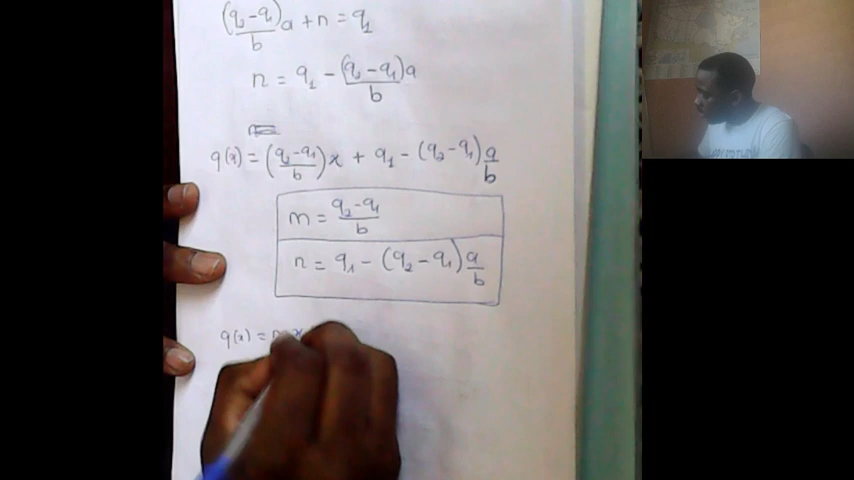 (q₂-q₁)/b a + n = q₁
n = q₁ - (q₂-q₁)a/b
q(x) = ((q₂-q₁)/b)x + q₁ - (q₂-q₁)a/b
m = (q₂-q₁)/b
n = q₁ - (q₂-q₁)a/b
q(x) =